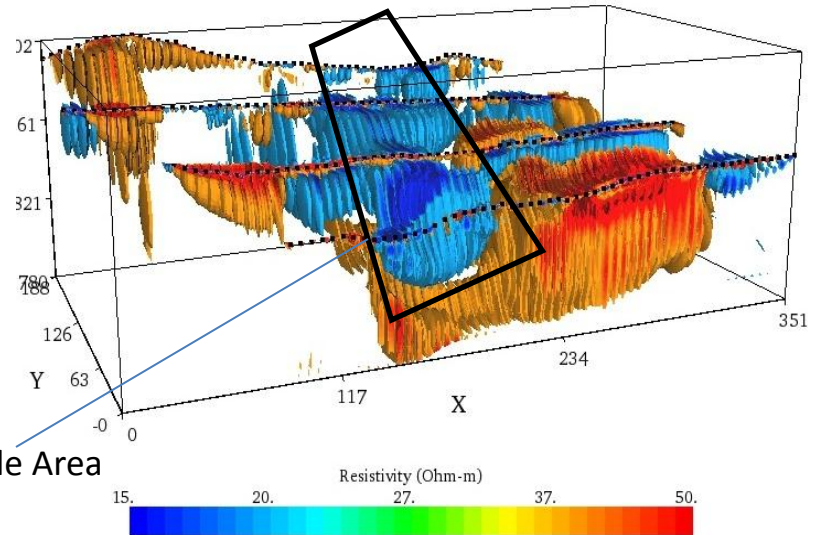 61
321
780
188
126
63
Y
-0
0
117
X
234
351
le Area
Resistivity (Ohm-m)
15. 20. 27. 37. 50.